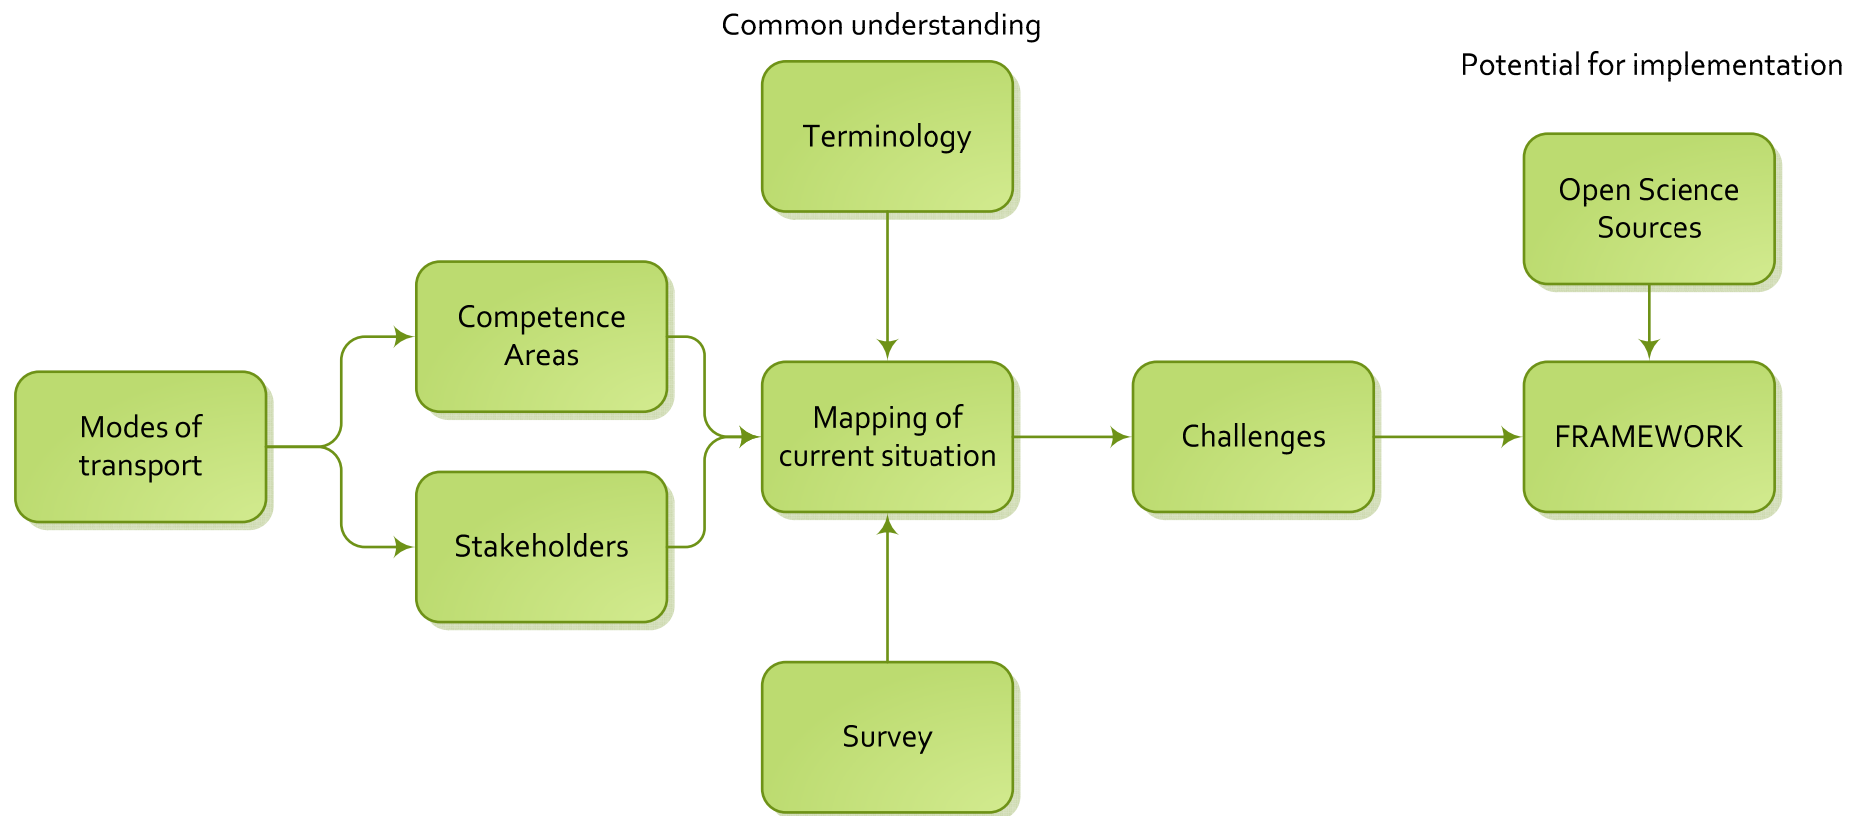 Common understanding
Potential for implementation
Terminology
Open Science
Sources
Competence
Areas
Modes of
transport
Mapping of
current situation
Challenges
FRAMEWORK
Stakeholders
Survey